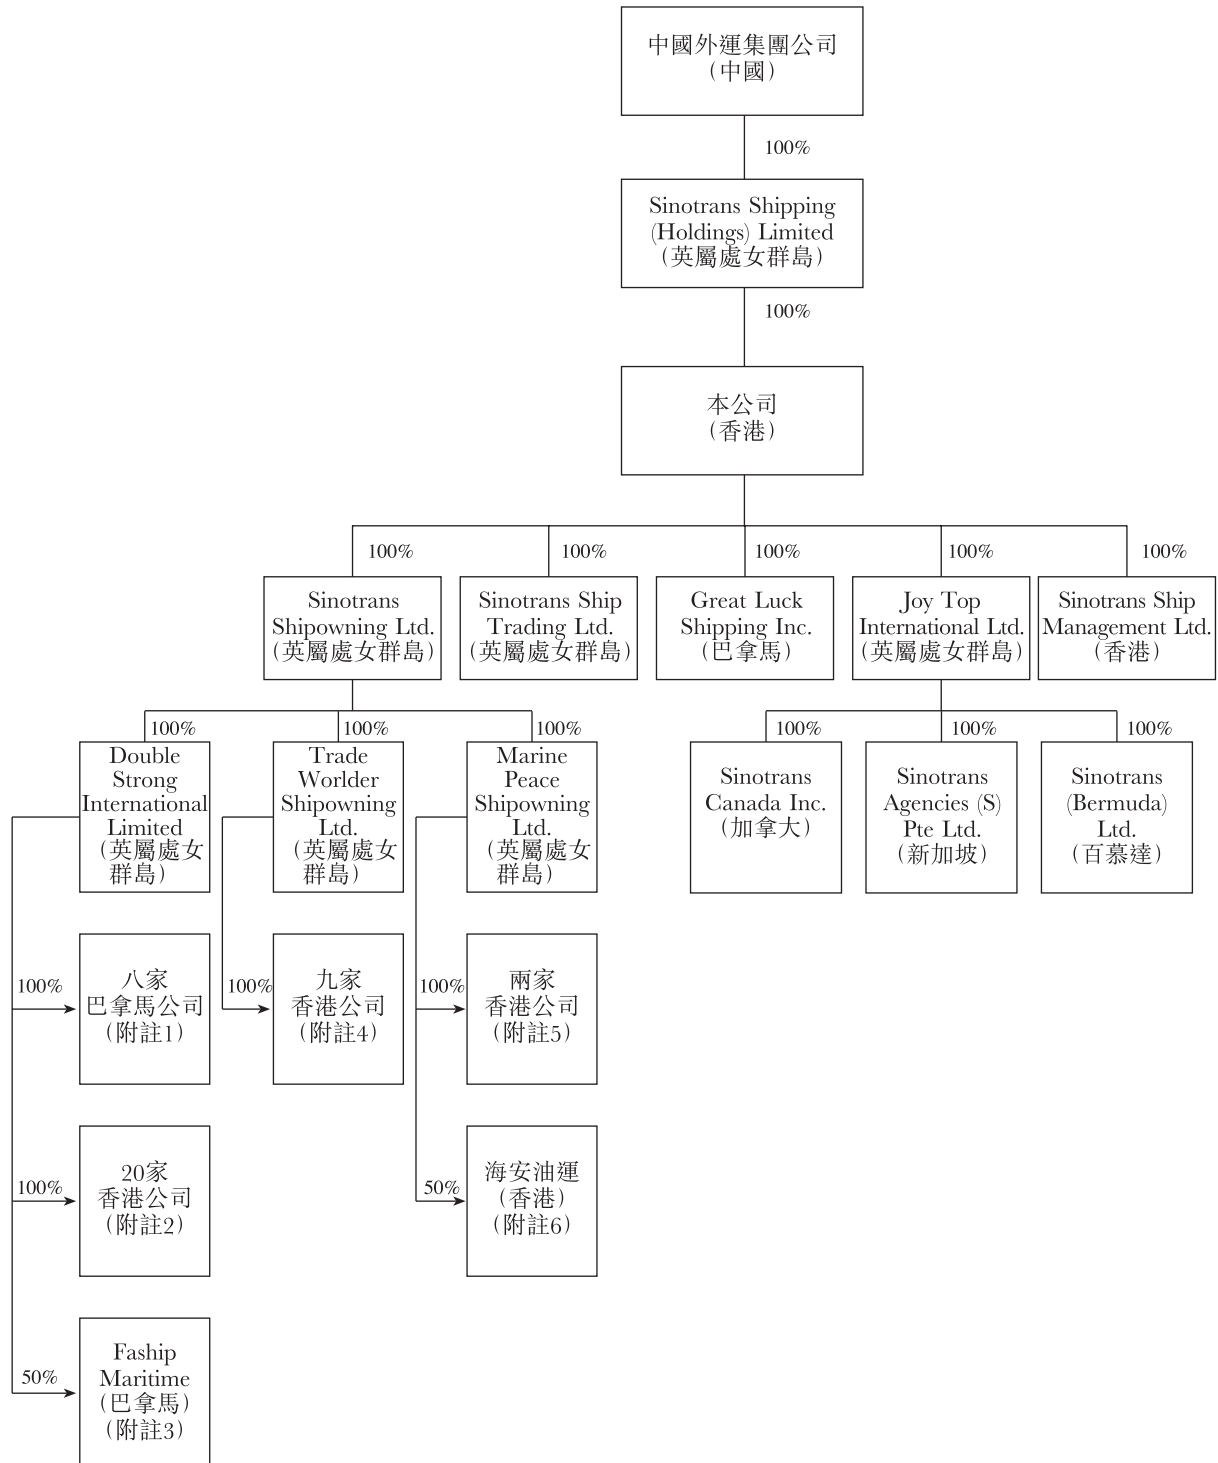 中國外運集團公司
（中國）
100%
Sinotrans Shipping
(Holdings) Limited
（英屬處女群島）
100%
本公司
（香港）
100%
100%
100%
100%
100%
Sinotrans
Shipowning Ltd.
（英屬處女群島）
Sinotrans Ship
Trading Ltd.
（英屬處女群島）
Great Luck
Shipping Inc.
（巴拿馬）
Joy Top
International Ltd.
（英屬處女群島）
Sinotrans Ship
Management Ltd.
（香港）
100%
100%
100%
100%
100%
100%
Double
Strong
International
Limited
（英屬處女
群島）
Trade
Worlder
Shipowning
Ltd.
（英屬處女
群島）
Marine
Peace
Shipowning
Ltd.
（英屬處女
群島）
Sinotrans
Canada Inc.
（加拿大）
Sinotrans
Agencies (S)
Pte Ltd.
（新加坡）
Sinotrans
(Bermuda)
Ltd.
（百慕達）
100%
八家
巴拿馬公司
（附註1）
100%
九家
香港公司
（附註4）
100%
兩家
香港公司
（附註5）
100%
20家
香港公司
（附註2）
50%
海安油運
（香港）
（附註6）
50%
Faship
Maritime
（巴拿馬）
（附註3）